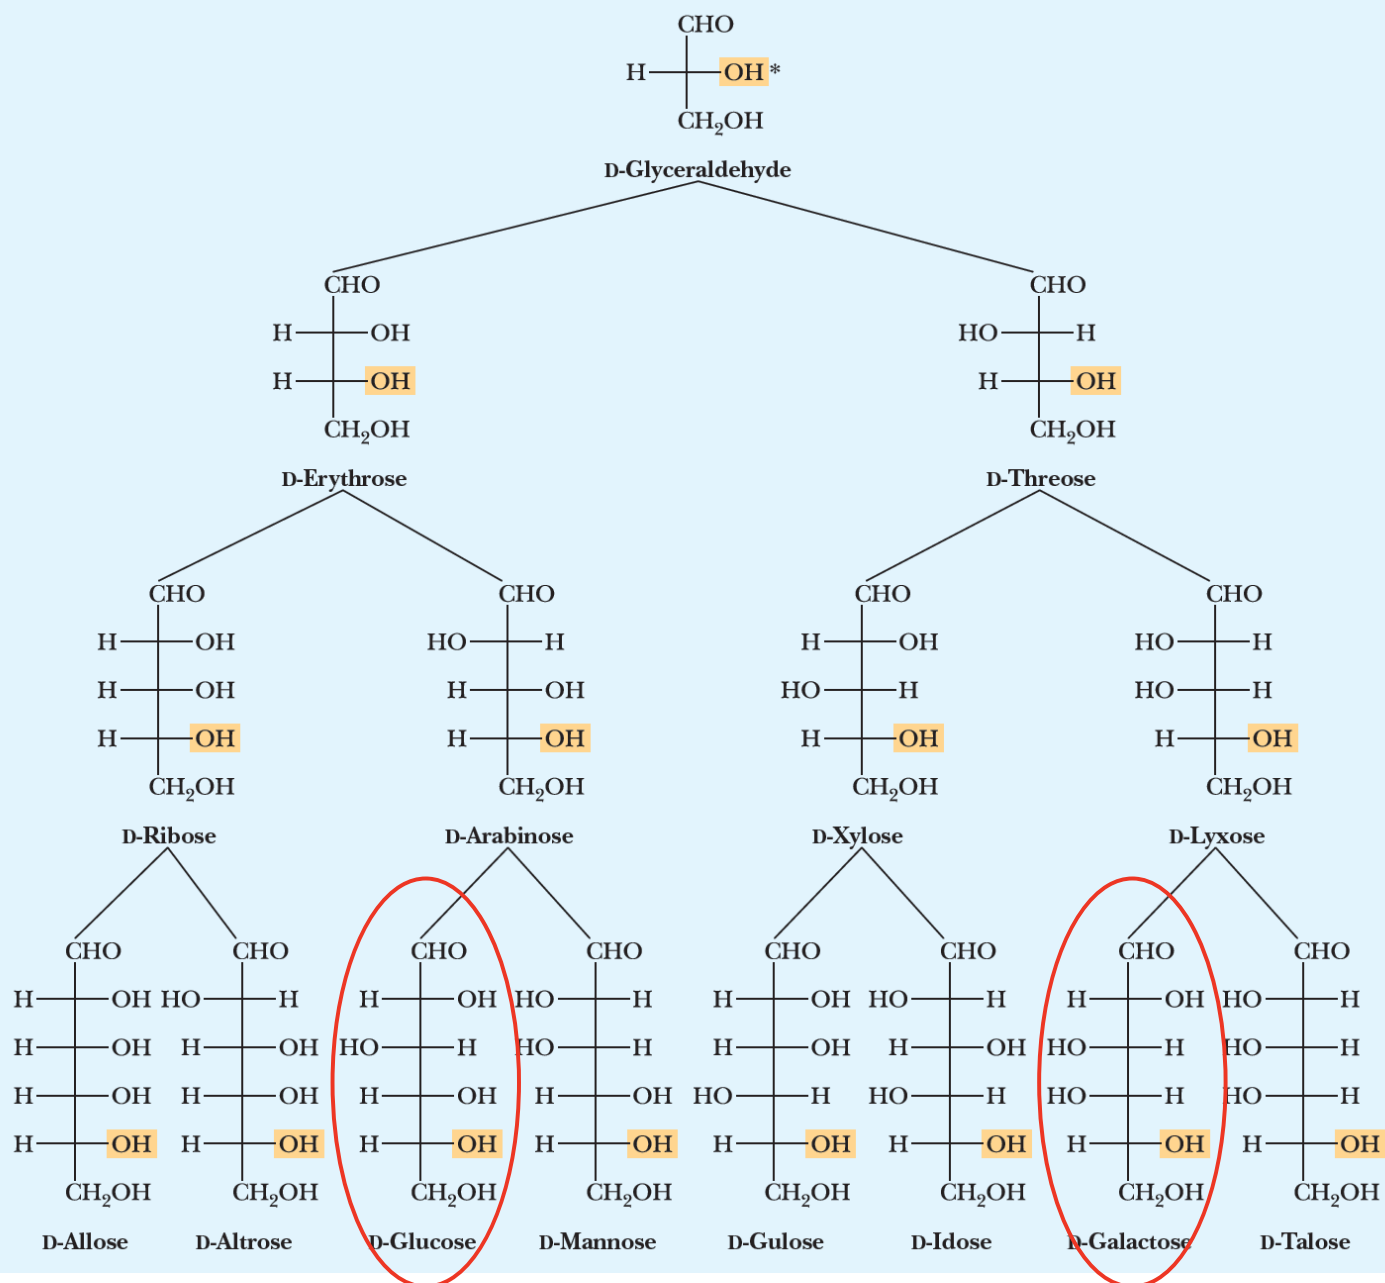 CHO
H OH*
CH₂OH
D-Glyceraldehyde
CHO CHO
H OH HO H
H OH H OH
CH₂OH CH₂OH
D-Erythrose D-Threose
CHO CHO CHO CHO
H OH HO H H OH HO H
H OH H OH HO H HO H
H OH H OH H OH H OH
CH₂OH CH₂OH CH₂OH CH₂OH
D-Ribose D-Arabinose D-Xylose D-Lyxose
CHO CHO CHO CHO CHO CHO CHO CHO
H OH HO H H OH HO H H OH HO H H OH HO H
H OH H OH HO H HO H H OH H OH HO H HO H
H OH H OH H OH H OH HO H HO H HO H HO H
H OH H OH H OH H OH H OH H OH H OH H OH
CH₂OH CH₂OH CH₂OH CH₂OH CH₂OH CH₂OH CH₂OH CH₂OH
D-Allose D-Altrose D-Glucose D-Mannose D-Gulose D-Idose D-Galactose D-Talose